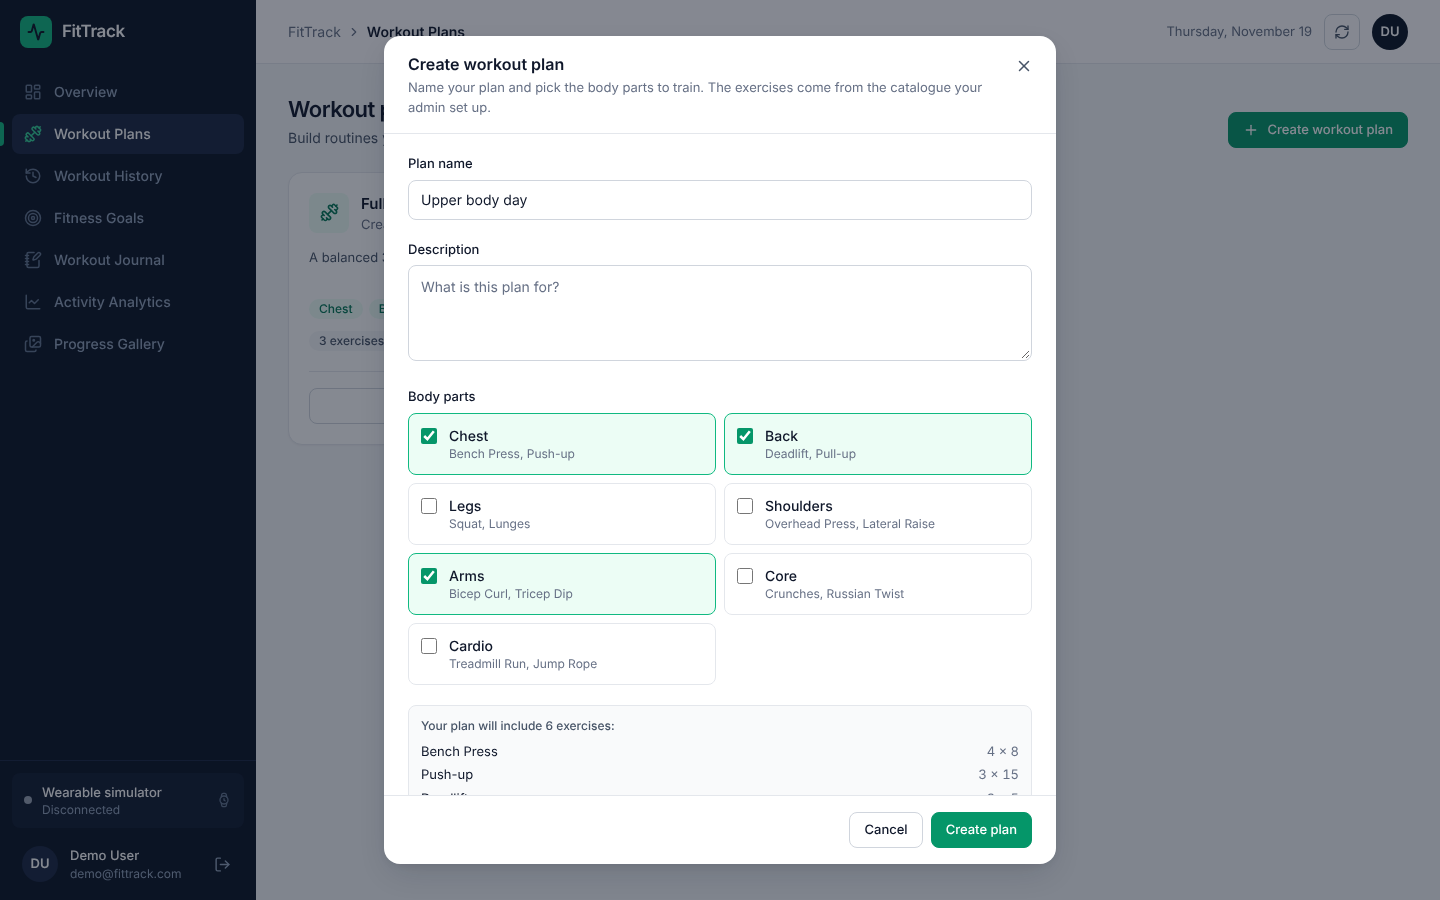 FitTrack
Overview
Workout Plans
Workout History
Fitness Goals
Workout Journal
Activity Analytics
Progress Gallery
Wearable simulator
Disconnected
DU
Demo User
demo@fittrack.com
FitTrack > Workout Plans
Thursday, November 19
DU
Workout
Build routines
Create workout plan
A balanced
Chest
3 exercises
Create workout plan
Name your plan and pick the body parts to train. The exercises come from the catalogue your
admin set up.
Plan name
Upper body day
Description
What is this plan for?
Body parts
Chest
Bench Press, Push-up
Back
Deadlift, Pull-up
Legs
Squat, Lunges
Shoulders
Overhead Press, Lateral Raise
Arms
Bicep Curl, Tricep Dip
Core
Crunches, Russian Twist
Cardio
Treadmill Run, Jump Rope
Your plan will include 6 exercises:
Bench Press 4 × 8
Push-up 3 × 15
Cancel
Create plan